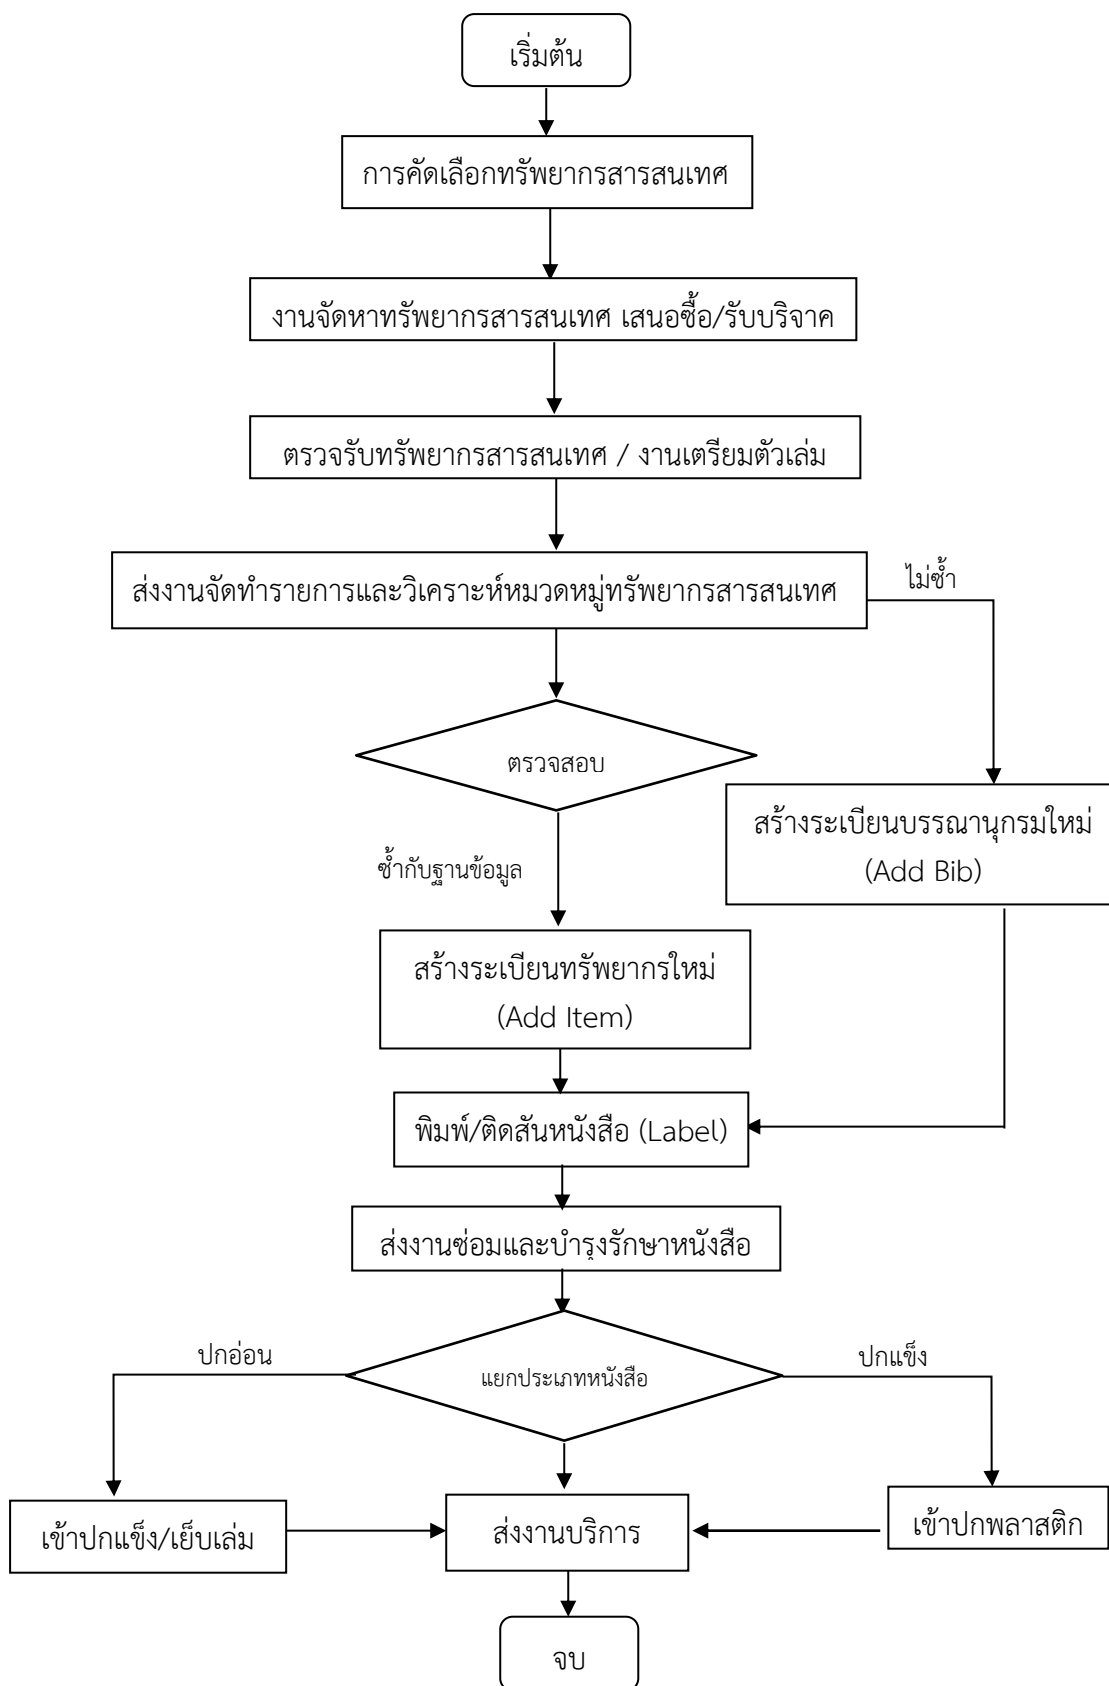 เริ่มต้น
การคัดเลือกทรัพยากรสารสนเทศ
งานจัดหาทรัพยากรสารสนเทศ เสนอซื้อ/รับบริจาค
ตรวจรับทรัพยากรสารสนเทศ / งานเตรียมตัวเล่ม
ส่งงานจัดทำรายการและวิเคราะห์หมวดหมู่ทรัพยากรสารสนเทศ
ไม่ซ้ำ
ตรวจสอบ
สร้างระเบียนบรรณานุกรมใหม่
(Add Bib)
ซ้ำกับฐานข้อมูล
สร้างระเบียนทรัพยากรใหม่
(Add Item)
พิมพ์/ติดสันหนังสือ (Label)
ส่งงานซ่อมและบำรุงรักษาหนังสือ
ปกอ่อน
แยกประเภทหนังสือ
ปกแข็ง
เข้าปกแข็ง/เย็บเล่ม
ส่งงานบริการ
เข้าปกพลาสติก
จบ